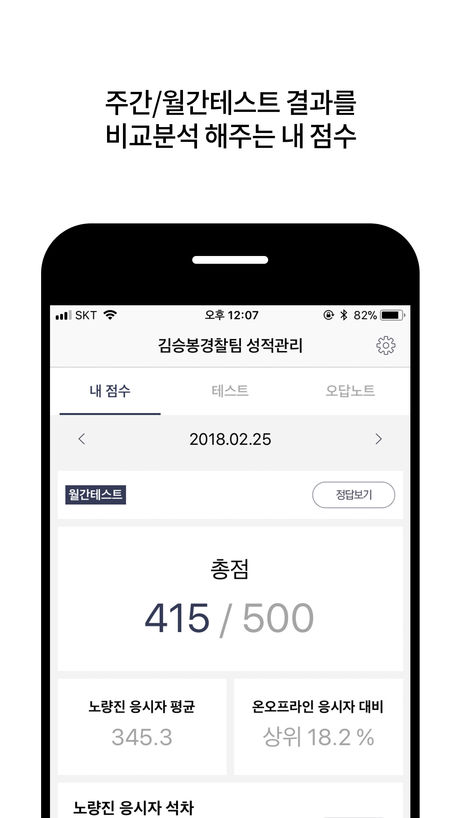 주간/월간테스트 결과를
비교분석 해주는 내 점수
SKT 오후 12:07 82%
김승봉경찰팀 성적관리
내 점수 테스트 오답노트
2018.02.25
월간테스트 정답보기
총점
415 / 500
노량진 응시자 평균 온오프라인 응시자 대비
345.3 상위 18.2 %
노량진 응시자 석차